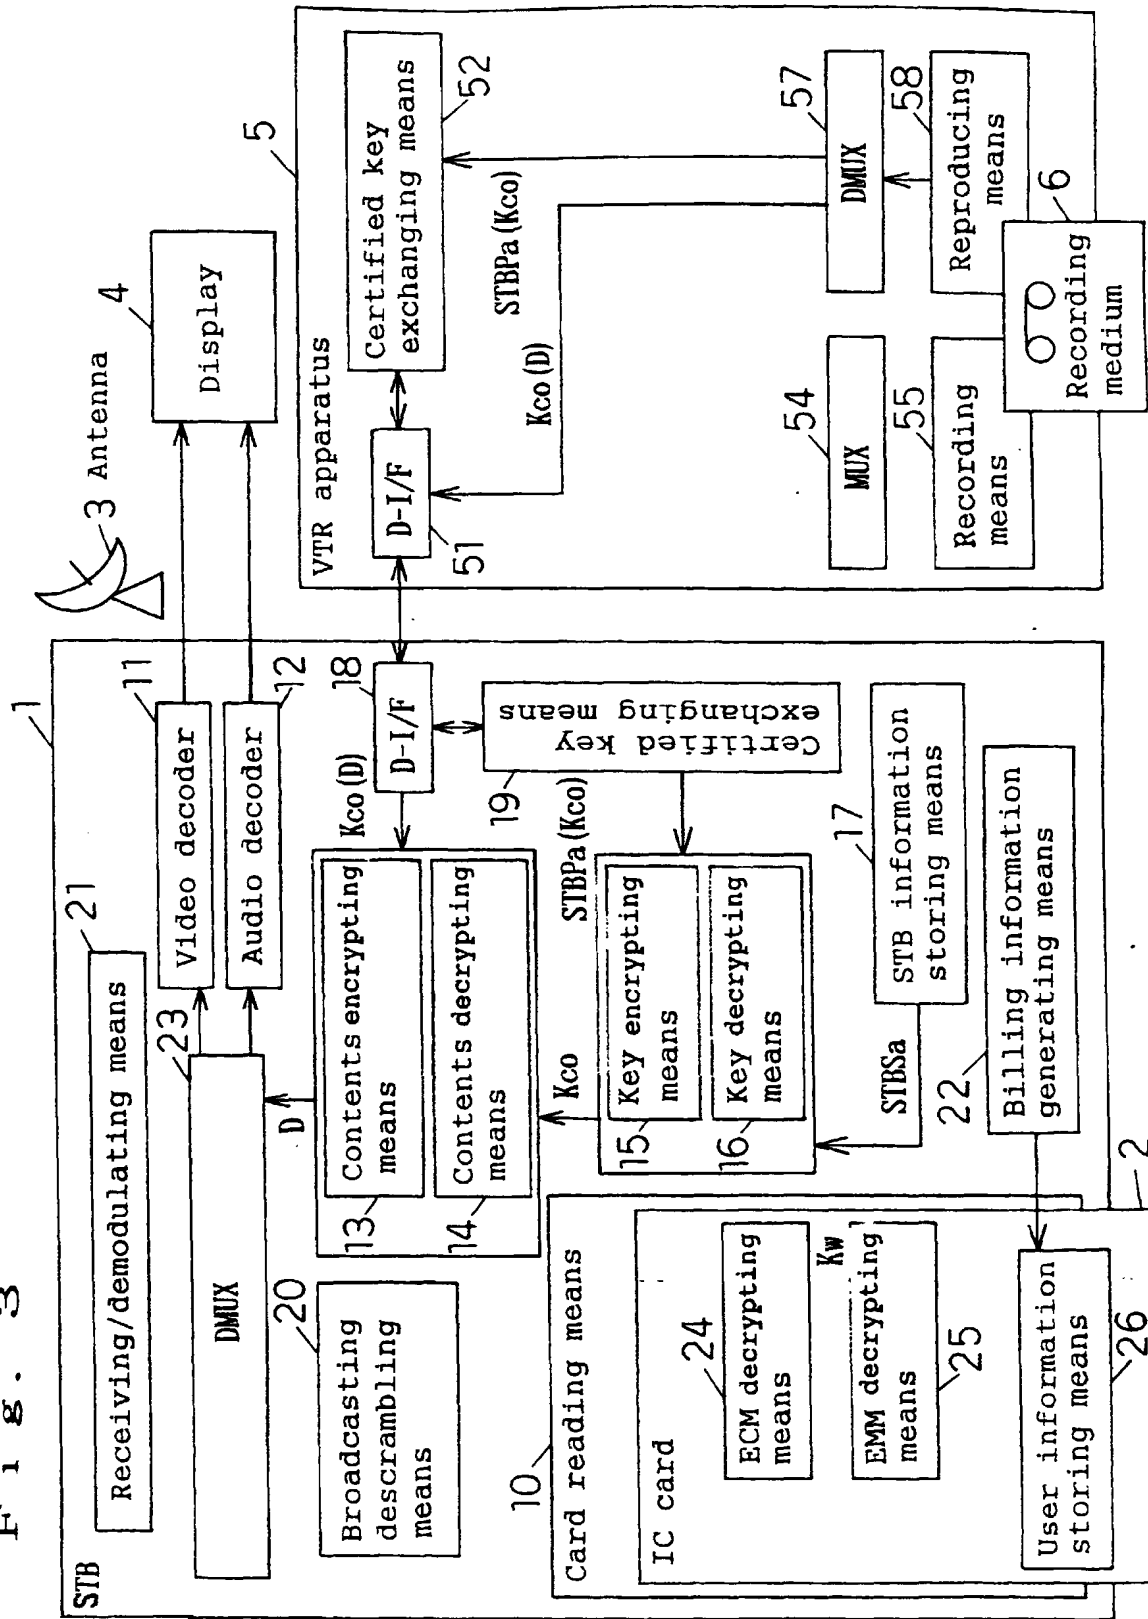 Fig. 3
1
STB
Receiving/demodulating means
21
DMUX
23
Video decoder
11
Audio decoder
12
3
Antenna
4
Display
Broadcasting
descrambling
means
20
D
Contents encrypting
means
13
Contents decrypting
means
14
Kco(D)
D-I/F
18
Certified key
exchanging means
19
STBPa(Kco)
Kco
Key encrypting
means
15
Key decrypting
means
16
STBSa
STB information
storing means
17
Billing information
generating means
22
Card reading means
10
IC card
2
ECM decrypting
means
24
Kw
EMM decrypting
means
25
User information
storing means
26
5
VTR apparatus
D-I/F
51
Certified key
exchanging means
52
STBPa(Kco)
Kco(D)
MUX
54
DMUX
57
Recording
means
55
Reproducing
means
58
Recording
medium
6